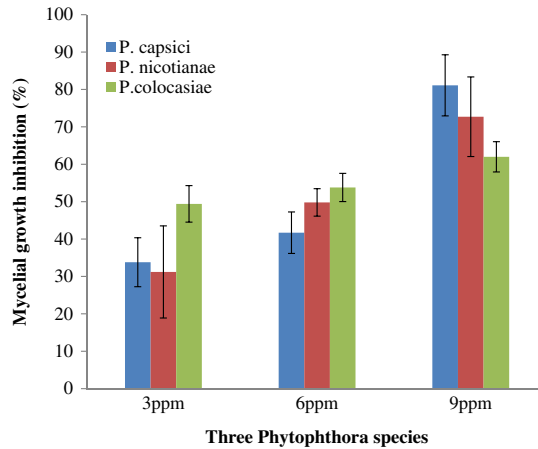 100
90
80
70
60
50
40
30
20
10
0
Mycelial growth inhibition (%)
P. capsici
P. nicotianae
P.colocasiae
3ppm 6ppm 9ppm
Three Phytophthora species